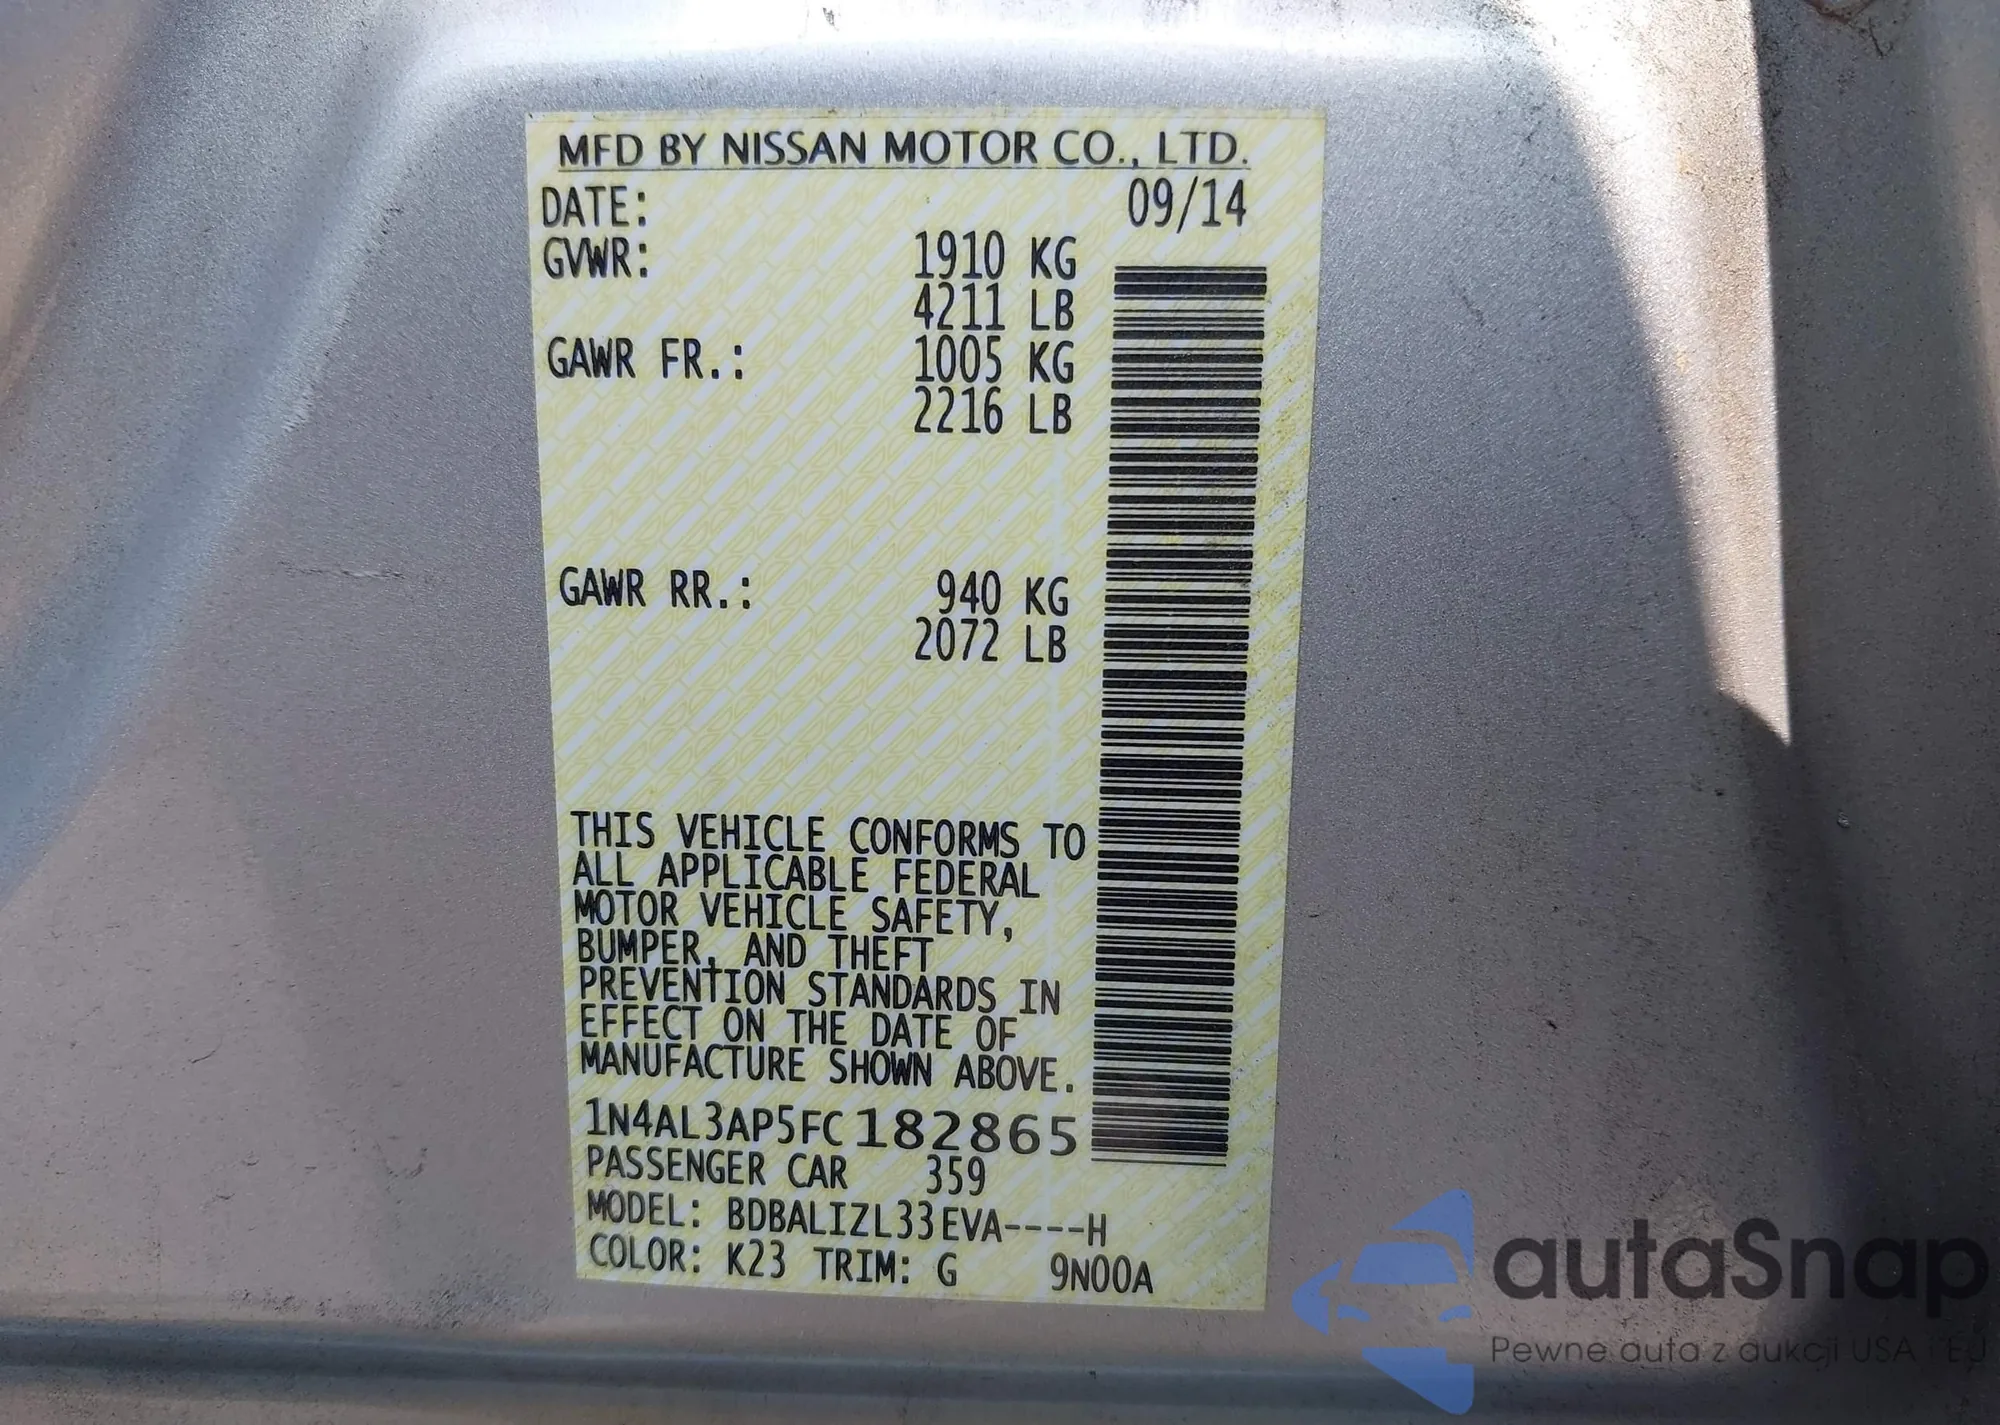 MFD BY NISSAN MOTOR CO., LTD.
DATE: 09/14
GVWR: 1910 KG
4211 LB
GAWR FR.: 1005 KG
2216 LB
GAWR RR.: 940 KG
2072 LB
THIS VEHICLE CONFORMS TO
ALL APPLICABLE FEDERAL
MOTOR VEHICLE SAFETY,
BUMPER, AND THEFT
PREVENTION STANDARDS IN
EFFECT ON THE DATE OF
MANUFACTURE SHOWN ABOVE.
1N4AL3AP5FC182865
PASSENGER CAR 359
MODEL: BDBALIZL33EVA----H
COLOR: K23 TRIM: G 9N00A
autaSnap
Pewne auta z aukcji USA i EU